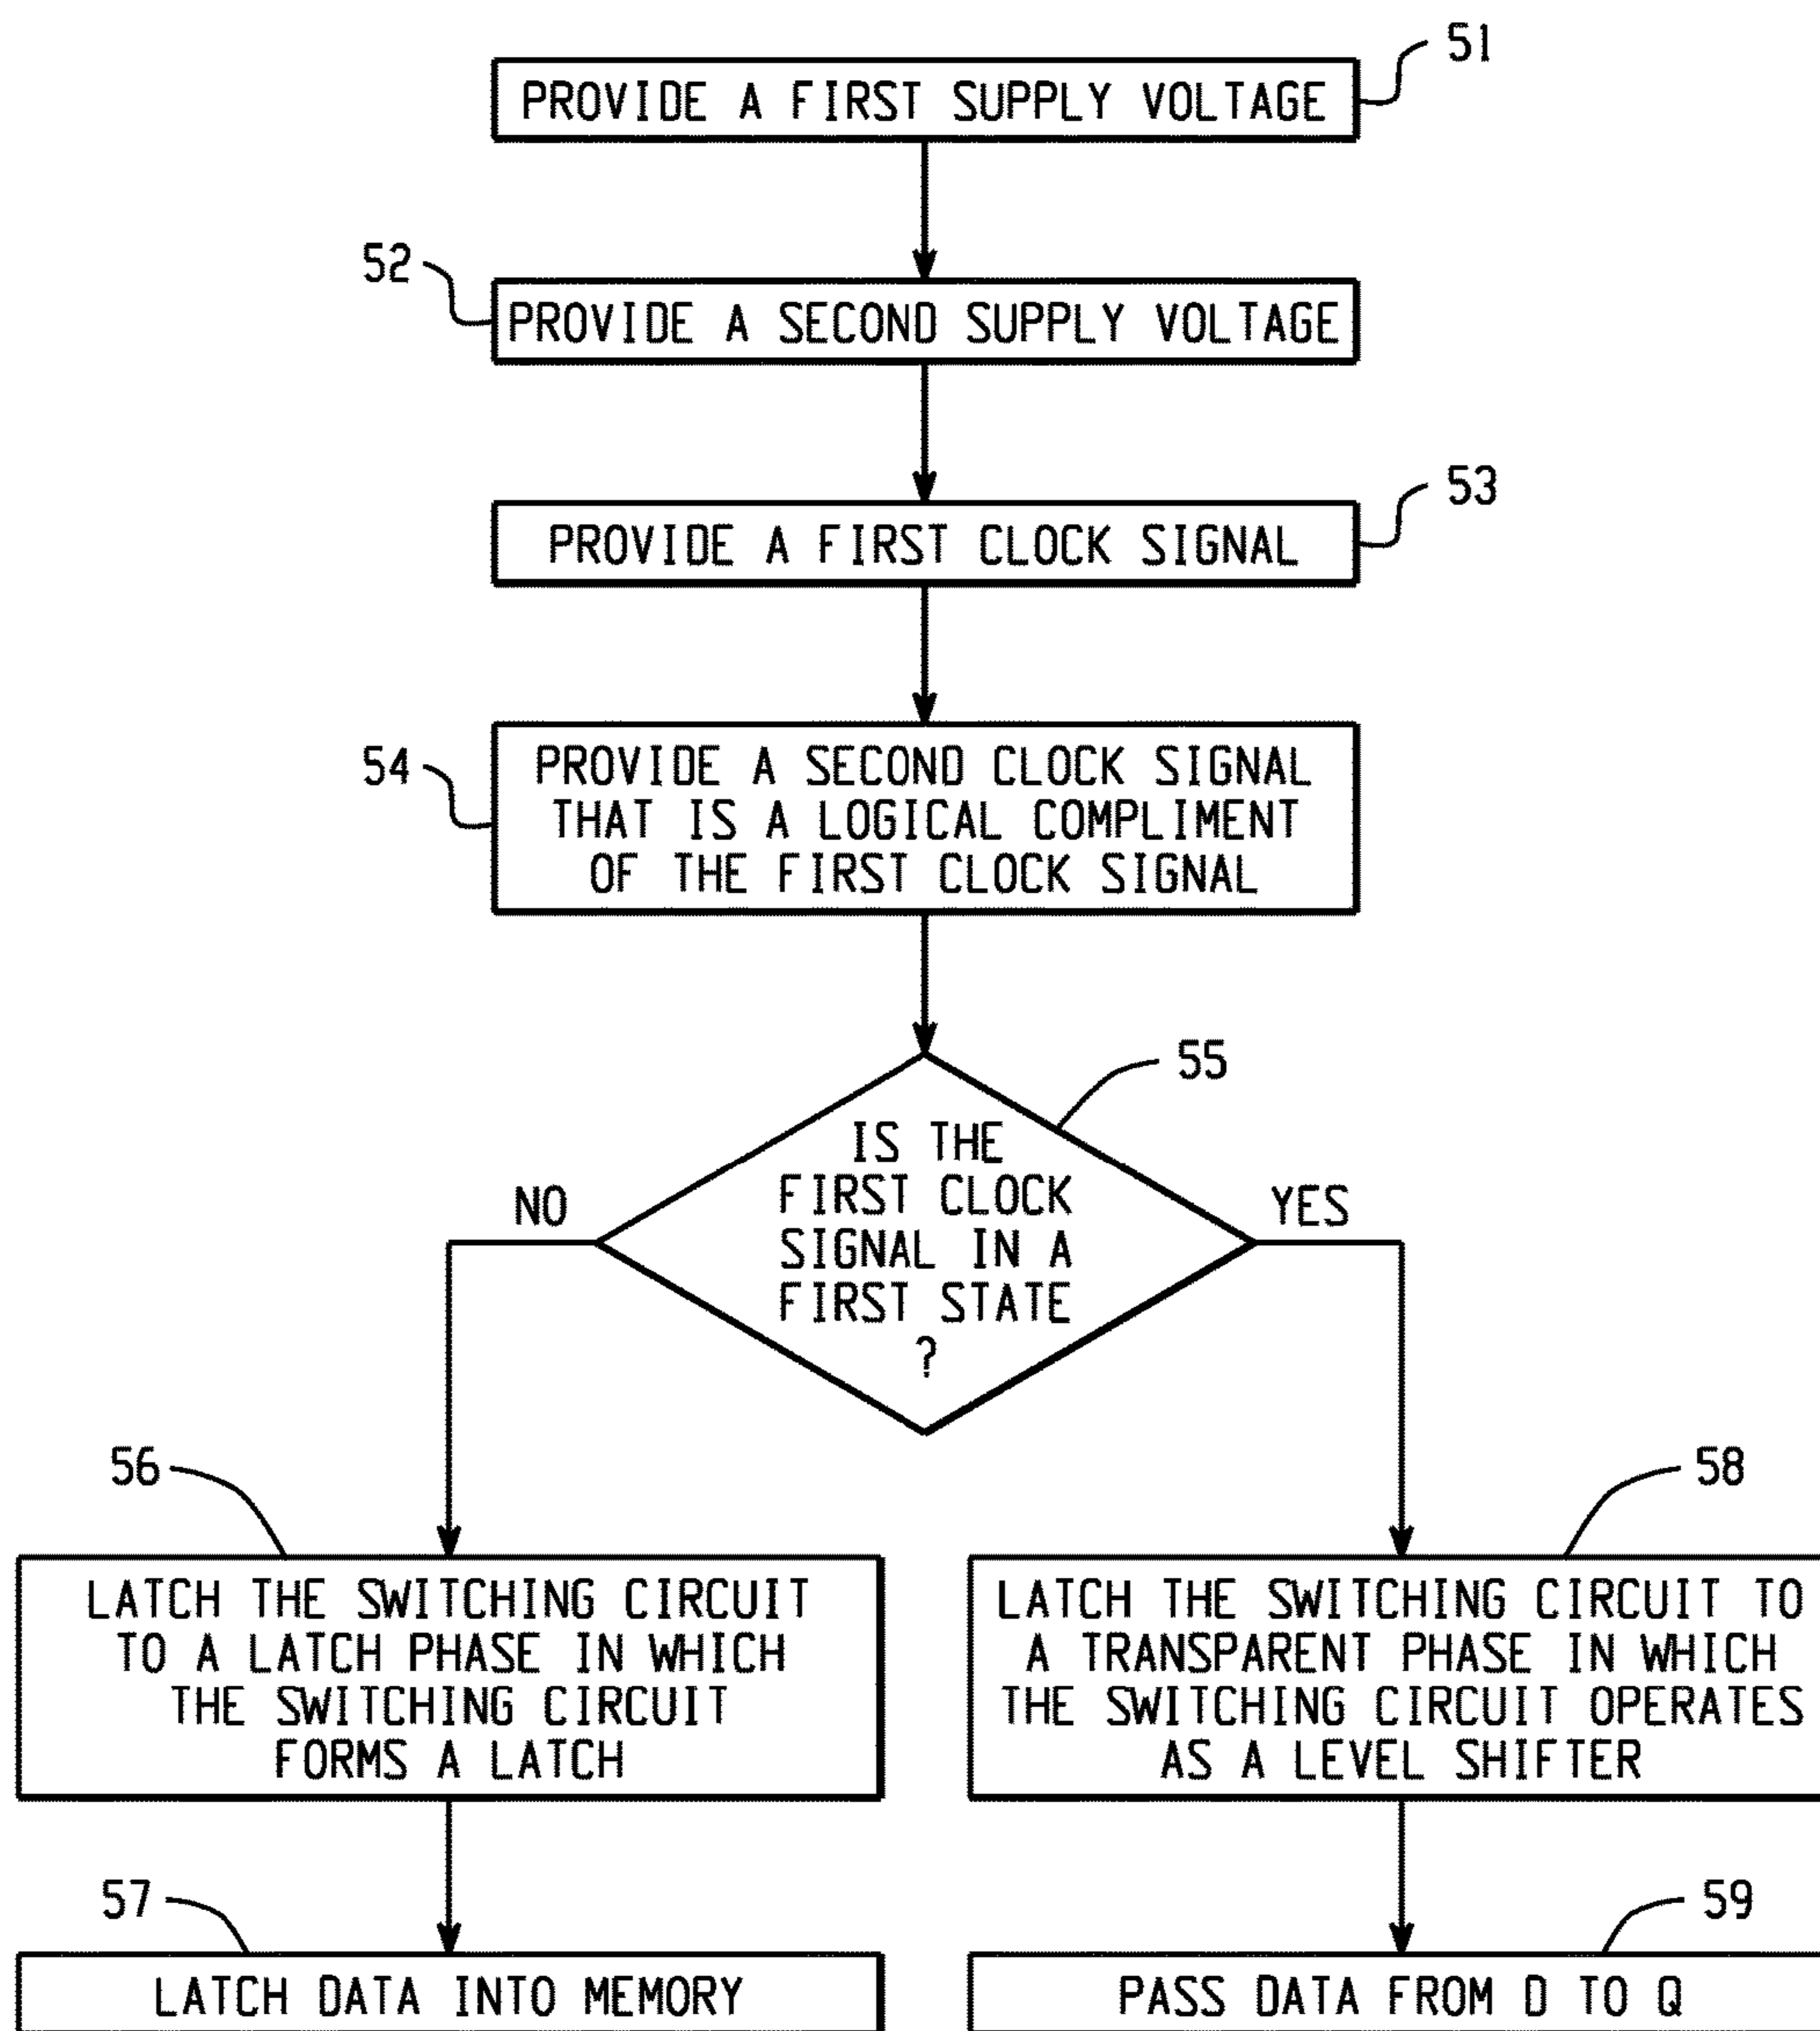 51
PROVIDE A FIRST SUPPLY VOLTAGE
52
PROVIDE A SECOND SUPPLY VOLTAGE
53
PROVIDE A FIRST CLOCK SIGNAL
54
PROVIDE A SECOND CLOCK SIGNAL
THAT IS A LOGICAL COMPLIMENT
OF THE FIRST CLOCK SIGNAL
55
IS THE
FIRST CLOCK
SIGNAL IN A
FIRST STATE
?
NO
YES
56
LATCH THE SWITCHING CIRCUIT
TO A LATCH PHASE IN WHICH
THE SWITCHING CIRCUIT
FORMS A LATCH
58
LATCH THE SWITCHING CIRCUIT TO
A TRANSPARENT PHASE IN WHICH
THE SWITCHING CIRCUIT OPERATES
AS A LEVEL SHIFTER
57
LATCH DATA INTO MEMORY
59
PASS DATA FROM D TO Q